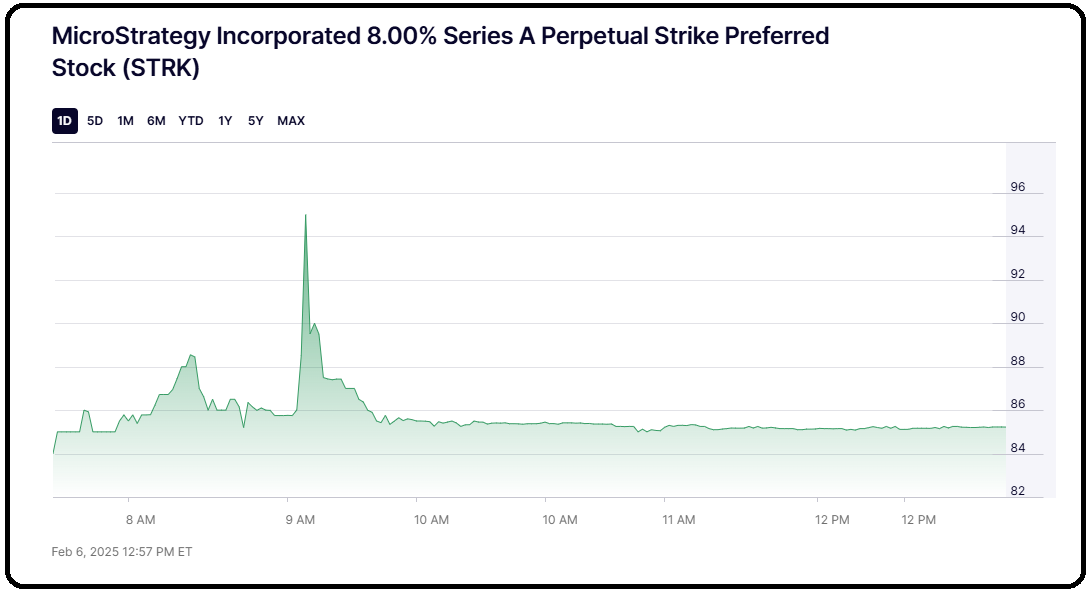 MicroStrategy Incorporated 8.00% Series A Perpetual Strike Preferred
Stock (STRK)
1D 5D 1M 6M YTD 1Y 5Y MAX
96
94
92
90
88
86
84
82
8 AM 9 AM 10 AM 10 AM 11 AM 12 PM 12 PM
Feb 6, 2025 12:57 PM ET